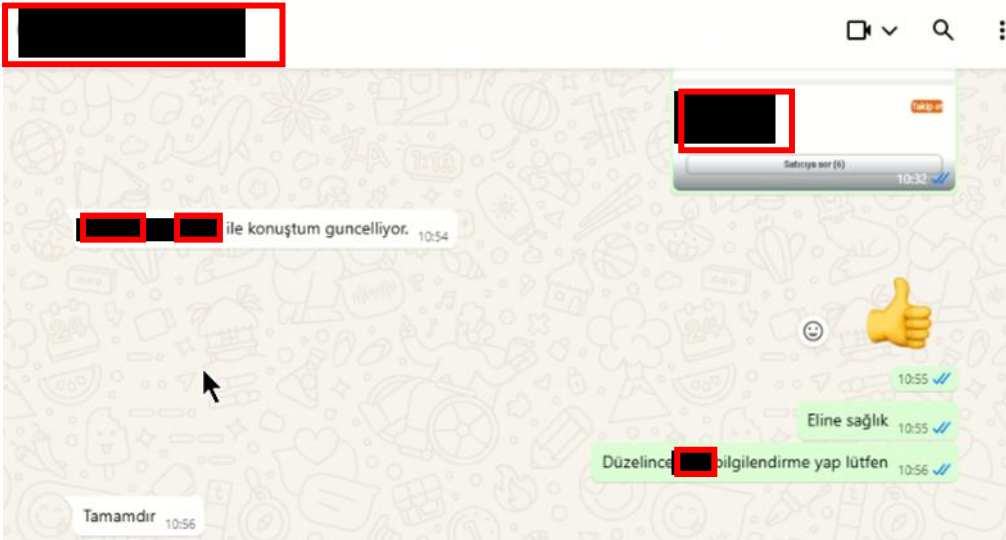 Takip et
Satıcıya sor (6)
10:32
ile konuştum guncelliyor. 10:54
10:55
Eline sağlık 10:55
Düzelince bilgilendirme yap lütfen 10:56
Tamamdır 10:56